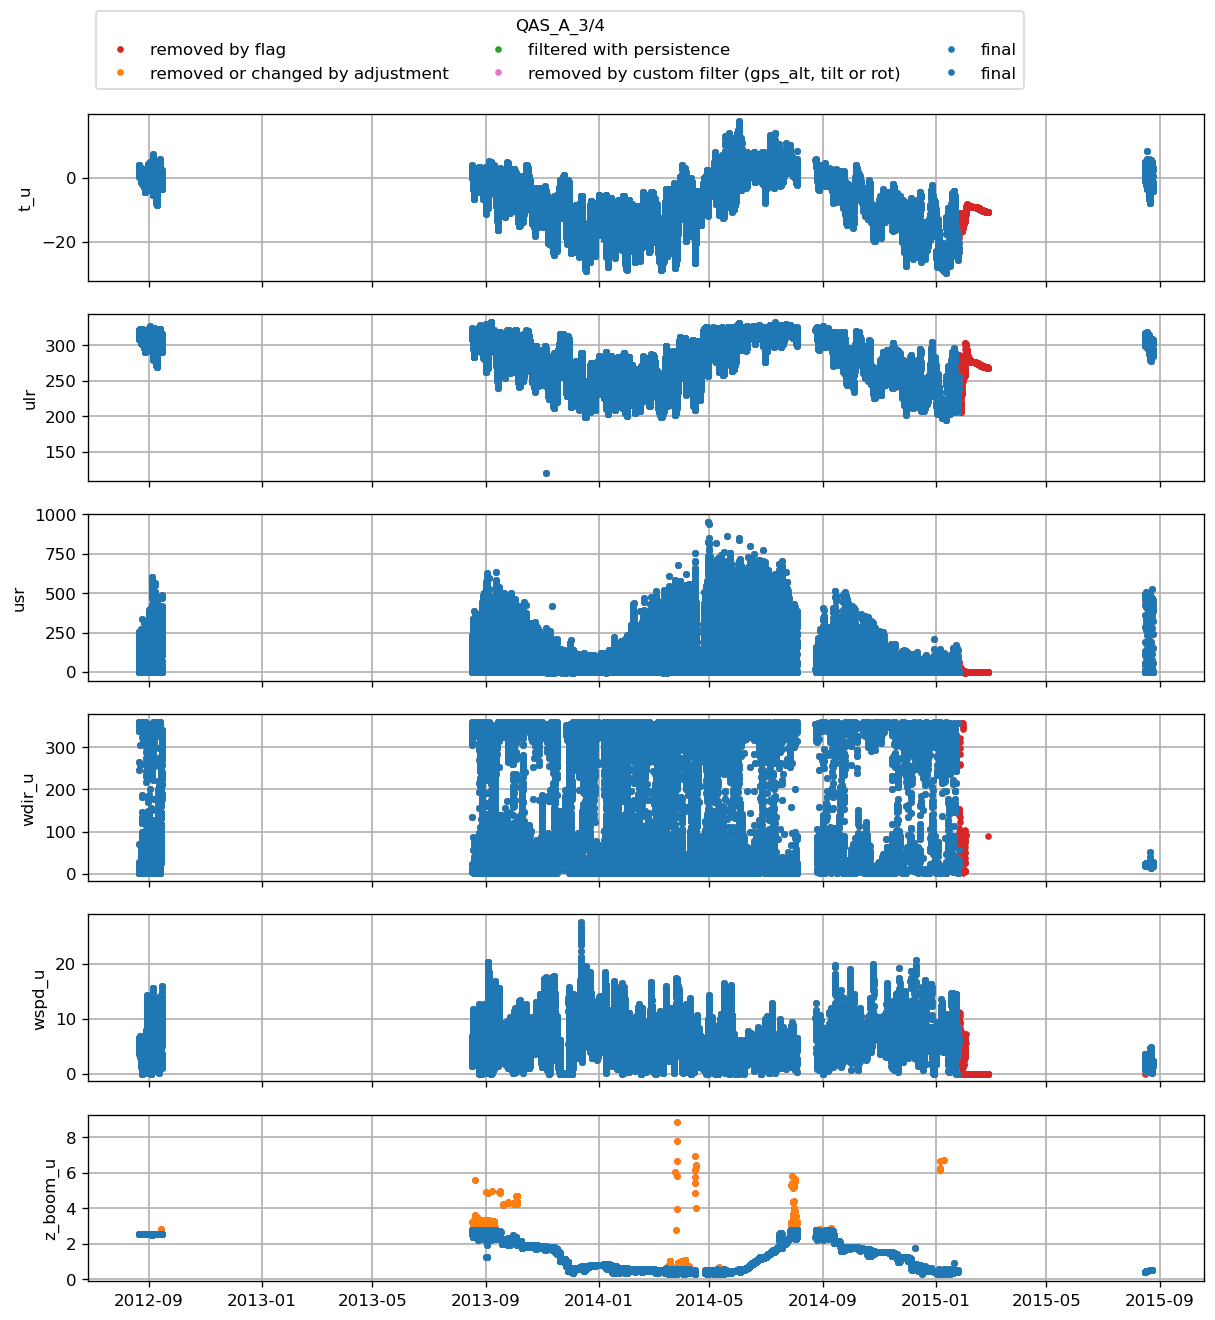 QAS_A_3/4
removed by flag
filtered with persistence
final
removed or changed by adjustment
removed by custom filter (gps_alt, tilt or rot)
final
t_u
0
−20
ulr
300
250
200
150
usr
1000
750
500
250
0
wdir_u
300
200
100
0
wspd_u
20
10
0
z_boom_u
8
6
4
2
0
2012-09
2013-01
2013-05
2013-09
2014-01
2014-05
2014-09
2015-01
2015-05
2015-09